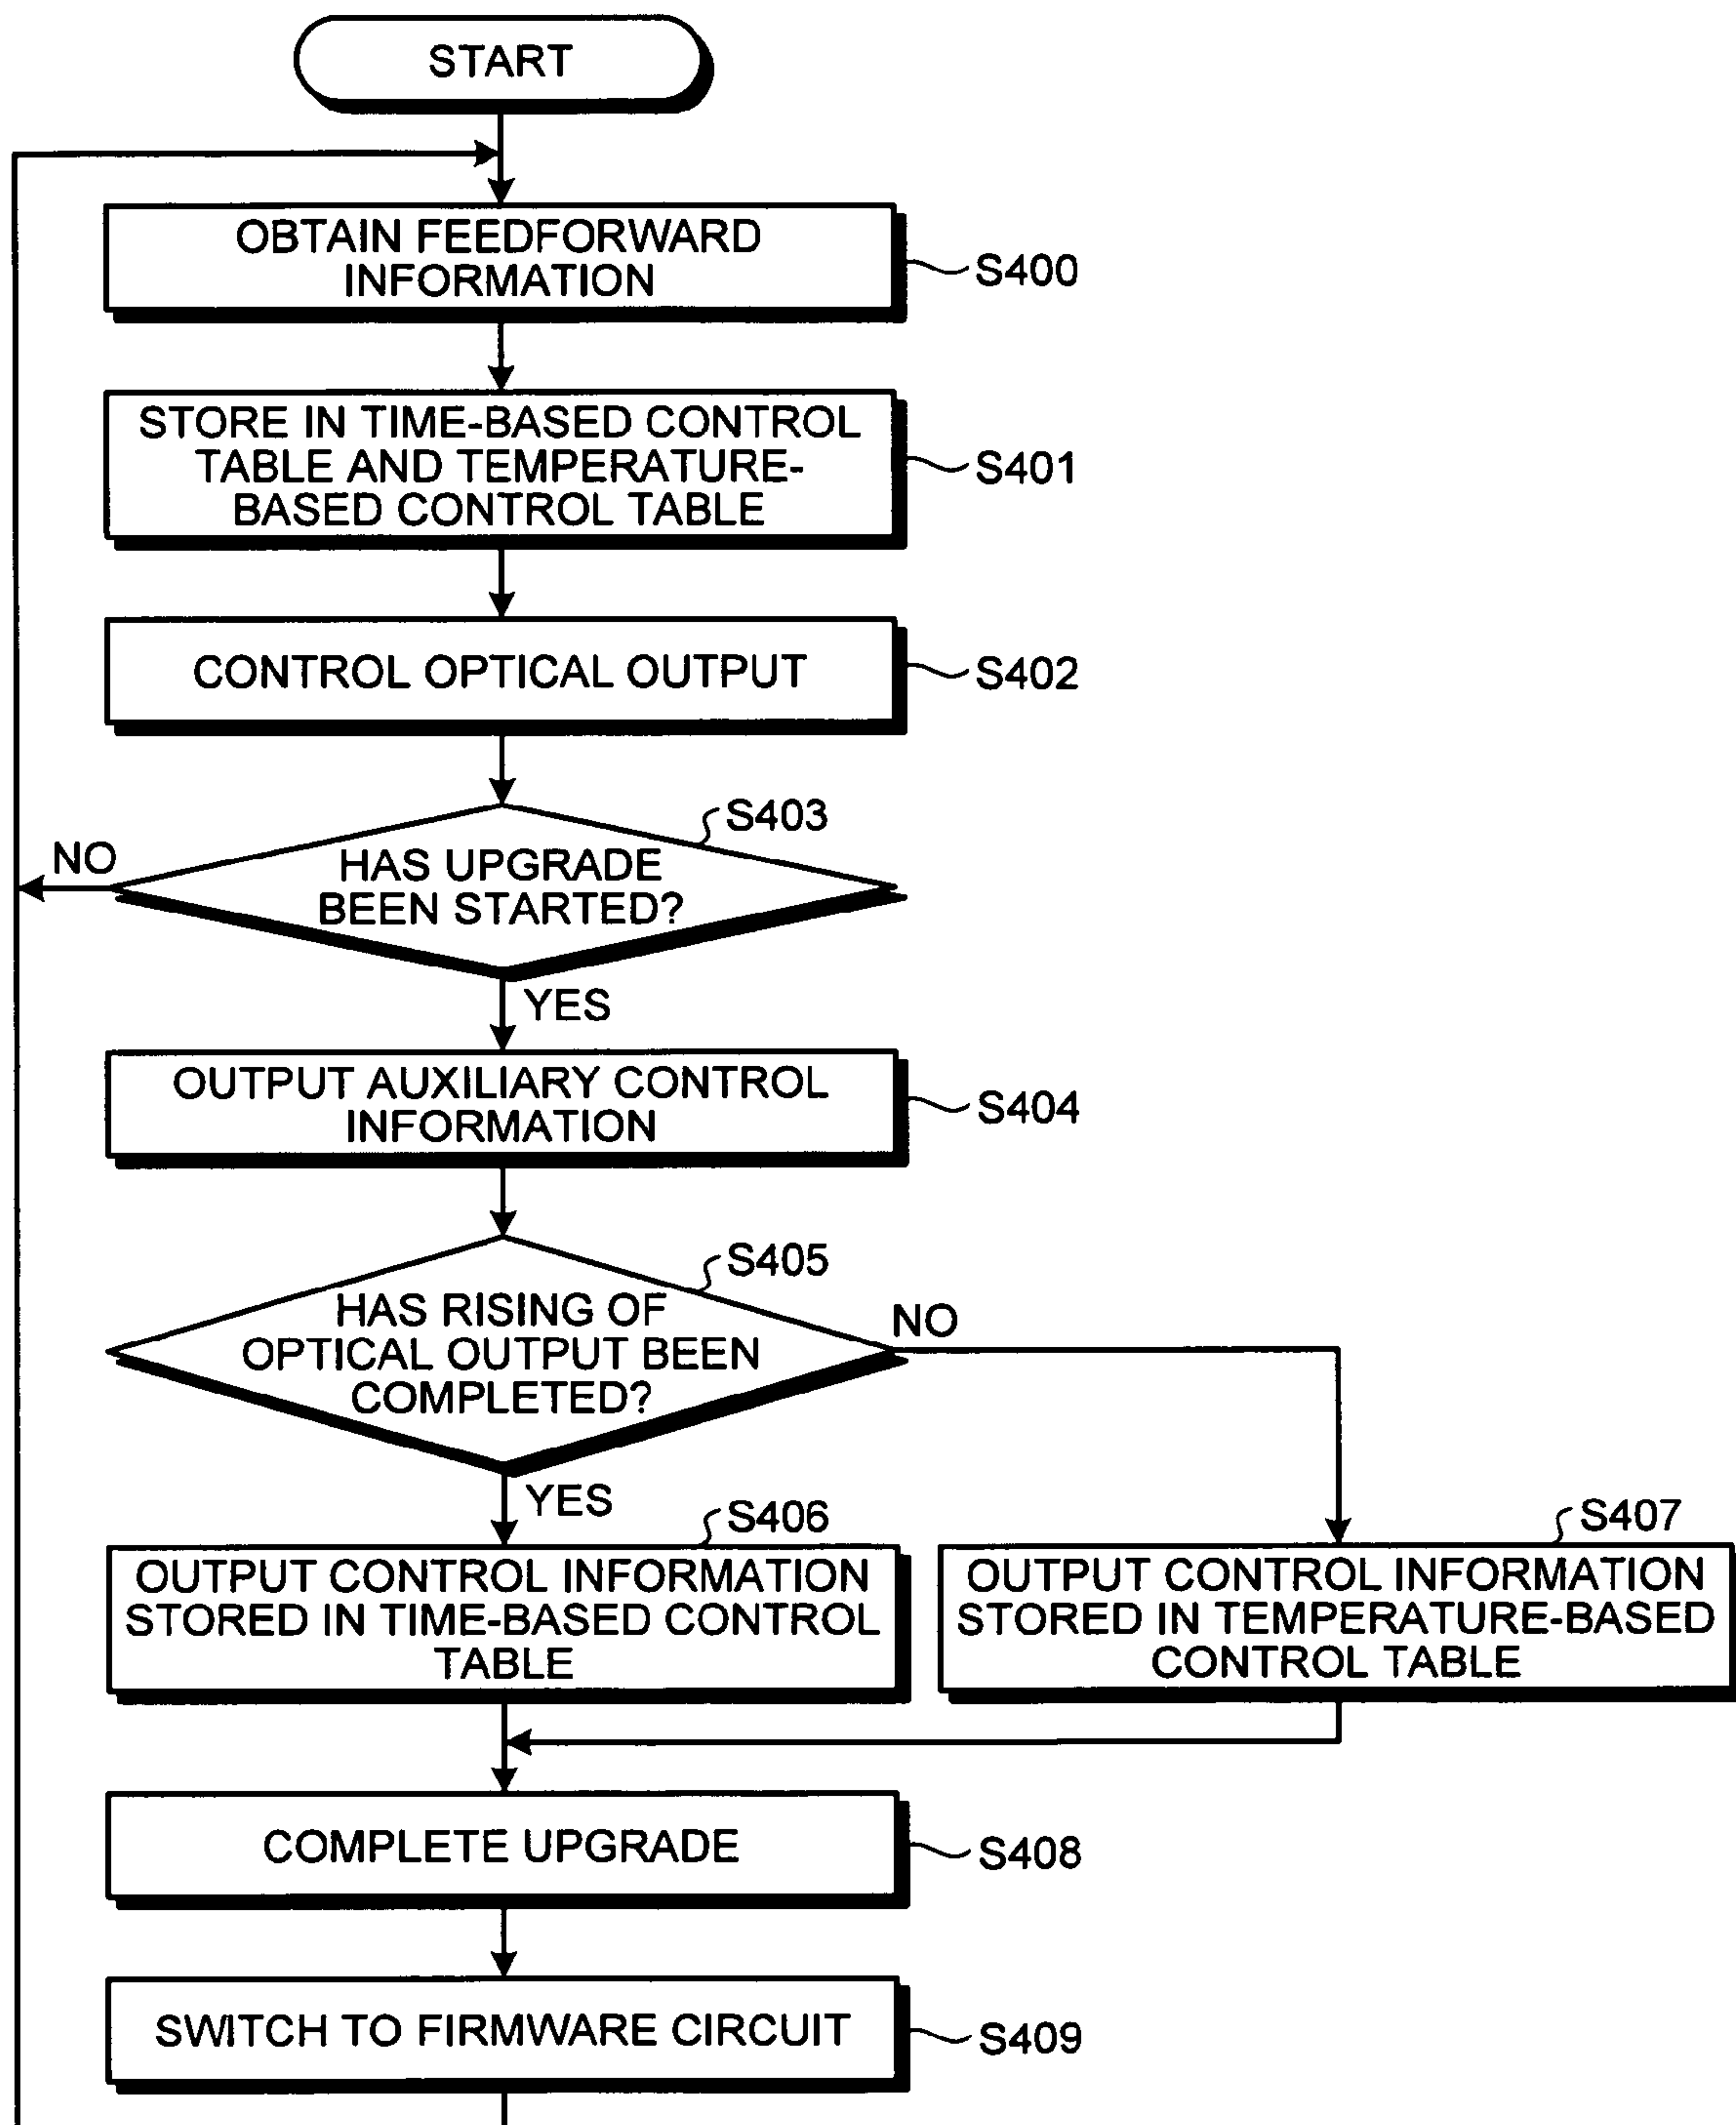 START
OBTAIN FEEDFORWARD
INFORMATION
S400
STORE IN TIME-BASED CONTROL
TABLE AND TEMPERATURE-
BASED CONTROL TABLE
S401
CONTROL OPTICAL OUTPUT
S402
S403
NO
HAS UPGRADE
BEEN STARTED?
YES
OUTPUT AUXILIARY CONTROL
INFORMATION
S404
S405
HAS RISING OF
OPTICAL OUTPUT BEEN
COMPLETED?
NO
YES
S406
OUTPUT CONTROL INFORMATION
STORED IN TIME-BASED CONTROL
TABLE
S407
OUTPUT CONTROL INFORMATION
STORED IN TEMPERATURE-BASED
CONTROL TABLE
COMPLETE UPGRADE
S408
SWITCH TO FIRMWARE CIRCUIT
S409